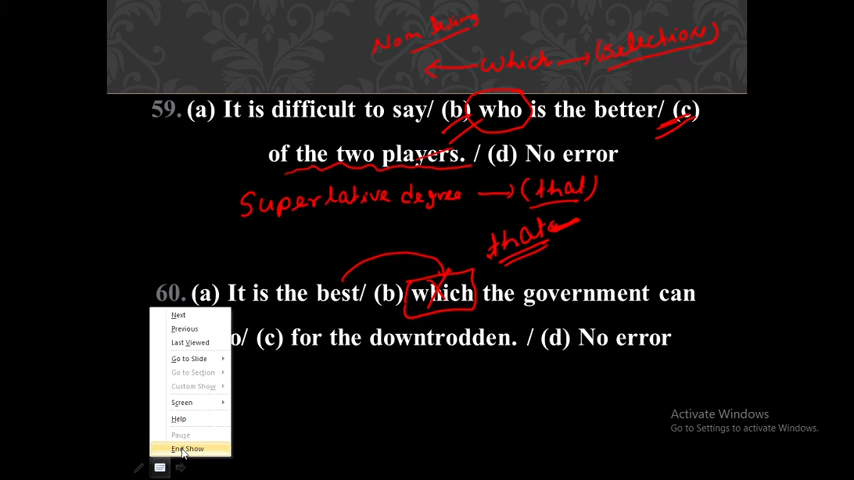 Non living
← which → (selection)
59. (a) It is difficult to say/ (b) who is the better/ (c)
of the two players. / (d) No error
Superlative degree → (that)
that
60. (a) It is the best/ (b) which the government can
o/ (c) for the downtrodden. / (d) No error
Next
Previous
Last Viewed
Go to Slide
Go to Section
Custom Show
Screen
Help
Pause
End Show
Activate Windows
Go to Settings to activate Windows.